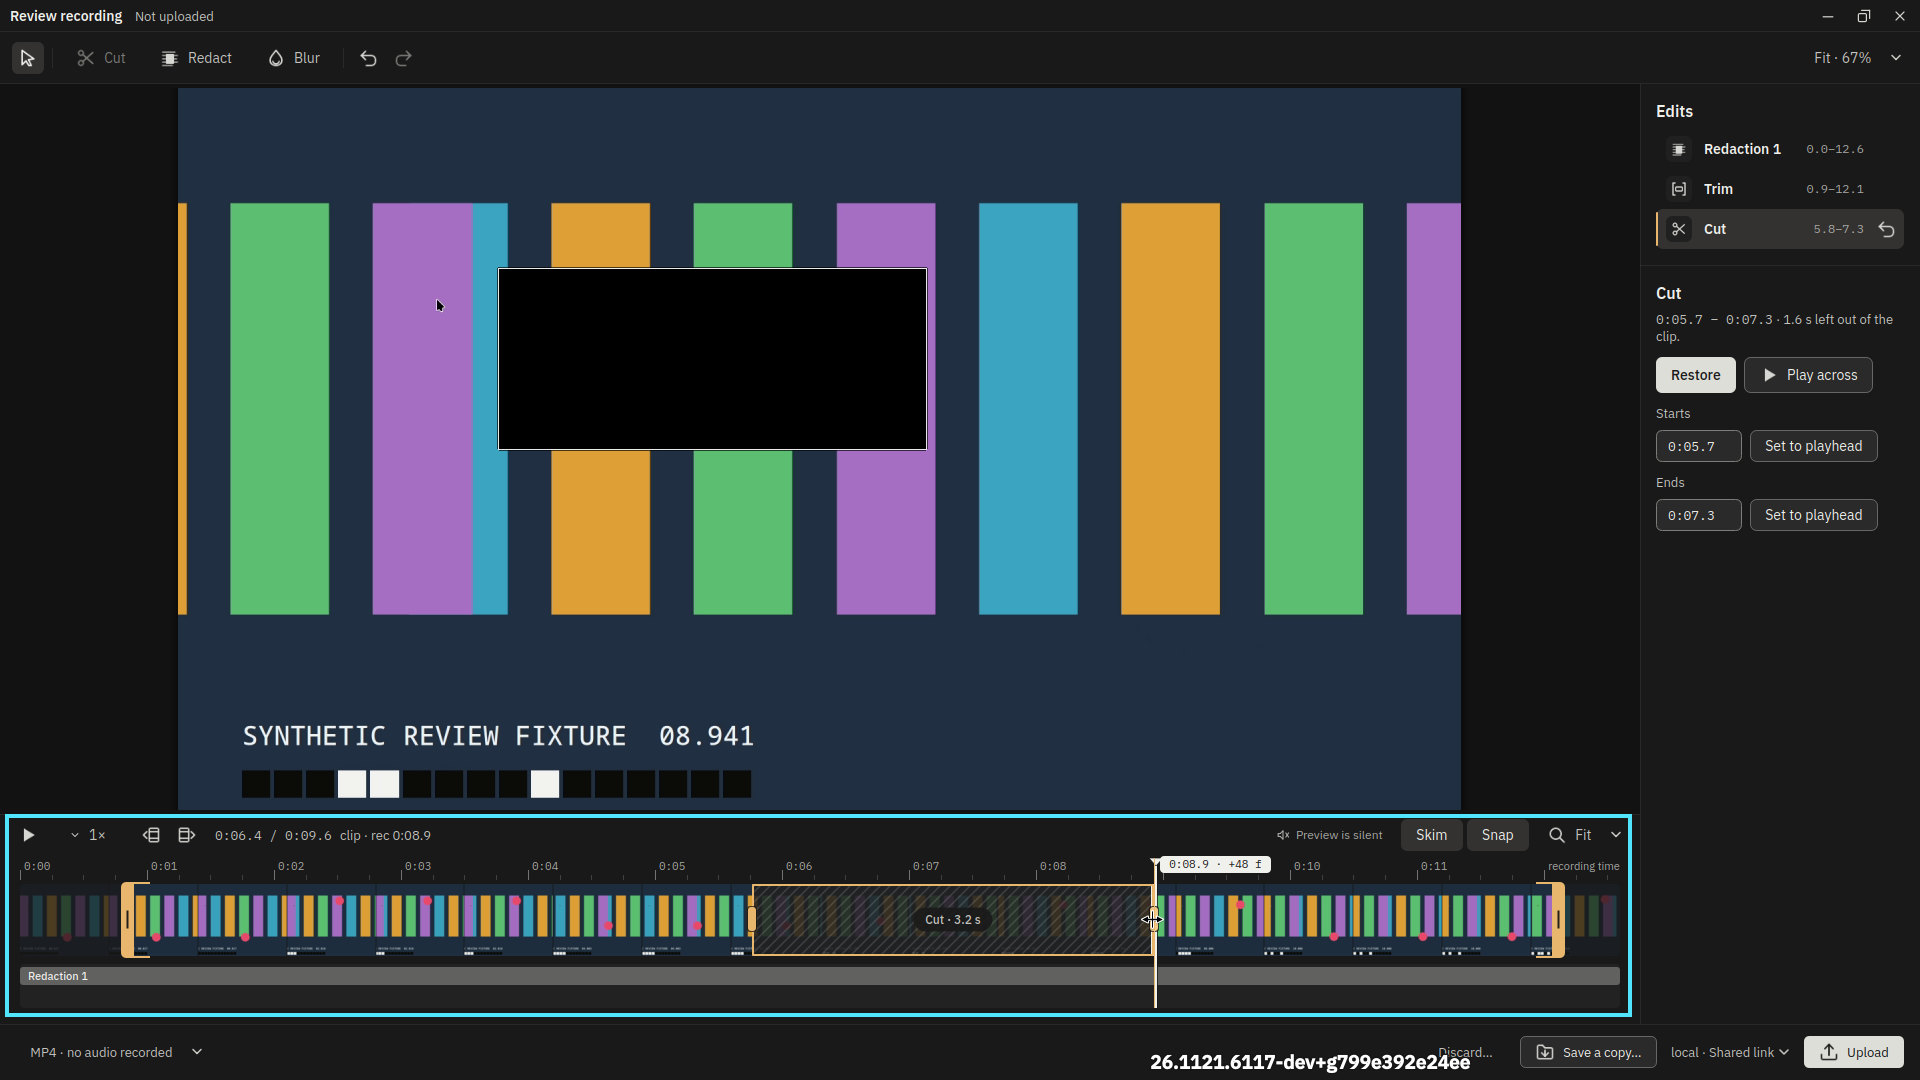 Review recording Not uploaded
Cut Redact Blur Fit · 67%
Edits
Redaction 1 0.0–12.6
Trim 0.9–12.1
Cut 5.8–7.3
Cut
0:05.7 – 0:07.3 · 1.6 s left out of the
clip.
Restore Play across
Starts
0:05.7 Set to playhead
Ends
0:07.3 Set to playhead
SYNTHETIC REVIEW FIXTURE 08.941
1× 0:06.4 / 0:09.6 clip · rec 0:08.9 Preview is silent Skim Snap Fit
0:00 0:01 0:02 0:03 0:04 0:05 0:06 0:07 0:08 0:08.9 · +48 f 0:10 0:11 recording time
Cut · 3.2 s
Redaction 1
MP4 · no audio recorded Discard... Save a copy... local · Shared link Upload
26.1121.6117-dev+g799e392e24ee